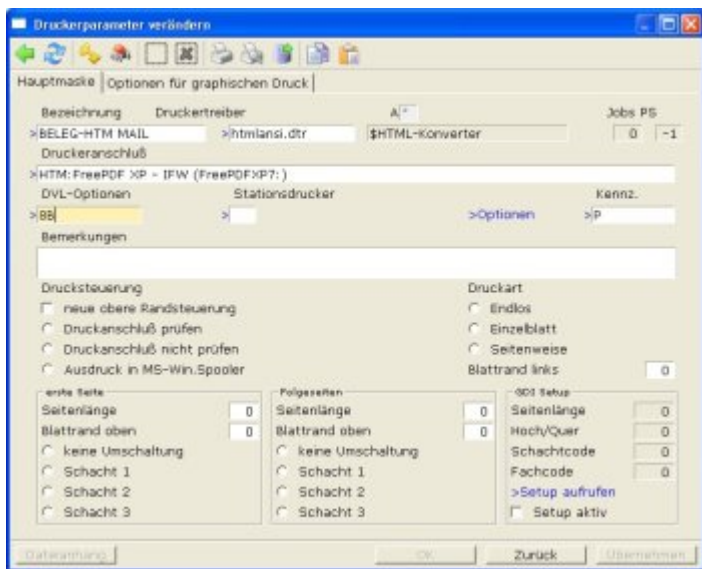 Druckerparameter verändern
Hauptmaske Optionen für graphischen Druck
Bezeichnung Druckertreiber A * Jobs PS
>BELEG-HTM MAIL >htmlansi.dtr $HTML-Konverter 0 -1
Druckeranschluß
>HTM:FreePDF XP - IFW (FreePDFXP7:)
DVL-Optionen Stationsdrucker Kennz.
>BB > >Optionen >P
Bemerkungen
Drucksteuerung Druckart
neue obere Randsteuerung Endlos
Druckanschluß prüfen Einzelblatt
Druckanschluß nicht prüfen Seitenweise
Ausdruck in MS-Win.Spooler Blattrand links 0
erste Seite Folgeseiten GDI Setup
Seitenlänge 0 Seitenlänge 0 Seitenlänge 0
Blattrand oben 0 Blattrand oben 0 Hoch/Quer 0
keine Umschaltung keine Umschaltung Schachtcode 0
Schacht 1 Schacht 1 Fachcode 0
Schacht 2 Schacht 2 >Setup aufrufen
Schacht 3 Schacht 3 Setup aktiv
Dateianhang OK Zurück Übernehmen